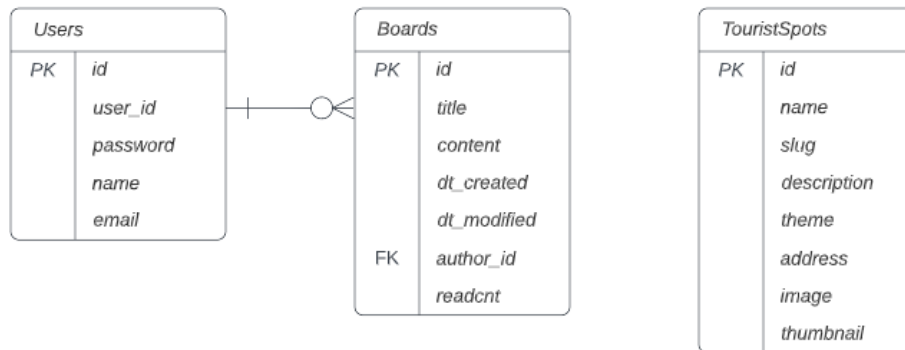 Users
PK id
user_id
password
name
email
Boards
PK id
title
content
dt_created
dt_modified
FK author_id
readcnt
TouristSpots
PK id
name
slug
description
theme
address
image
thumbnail